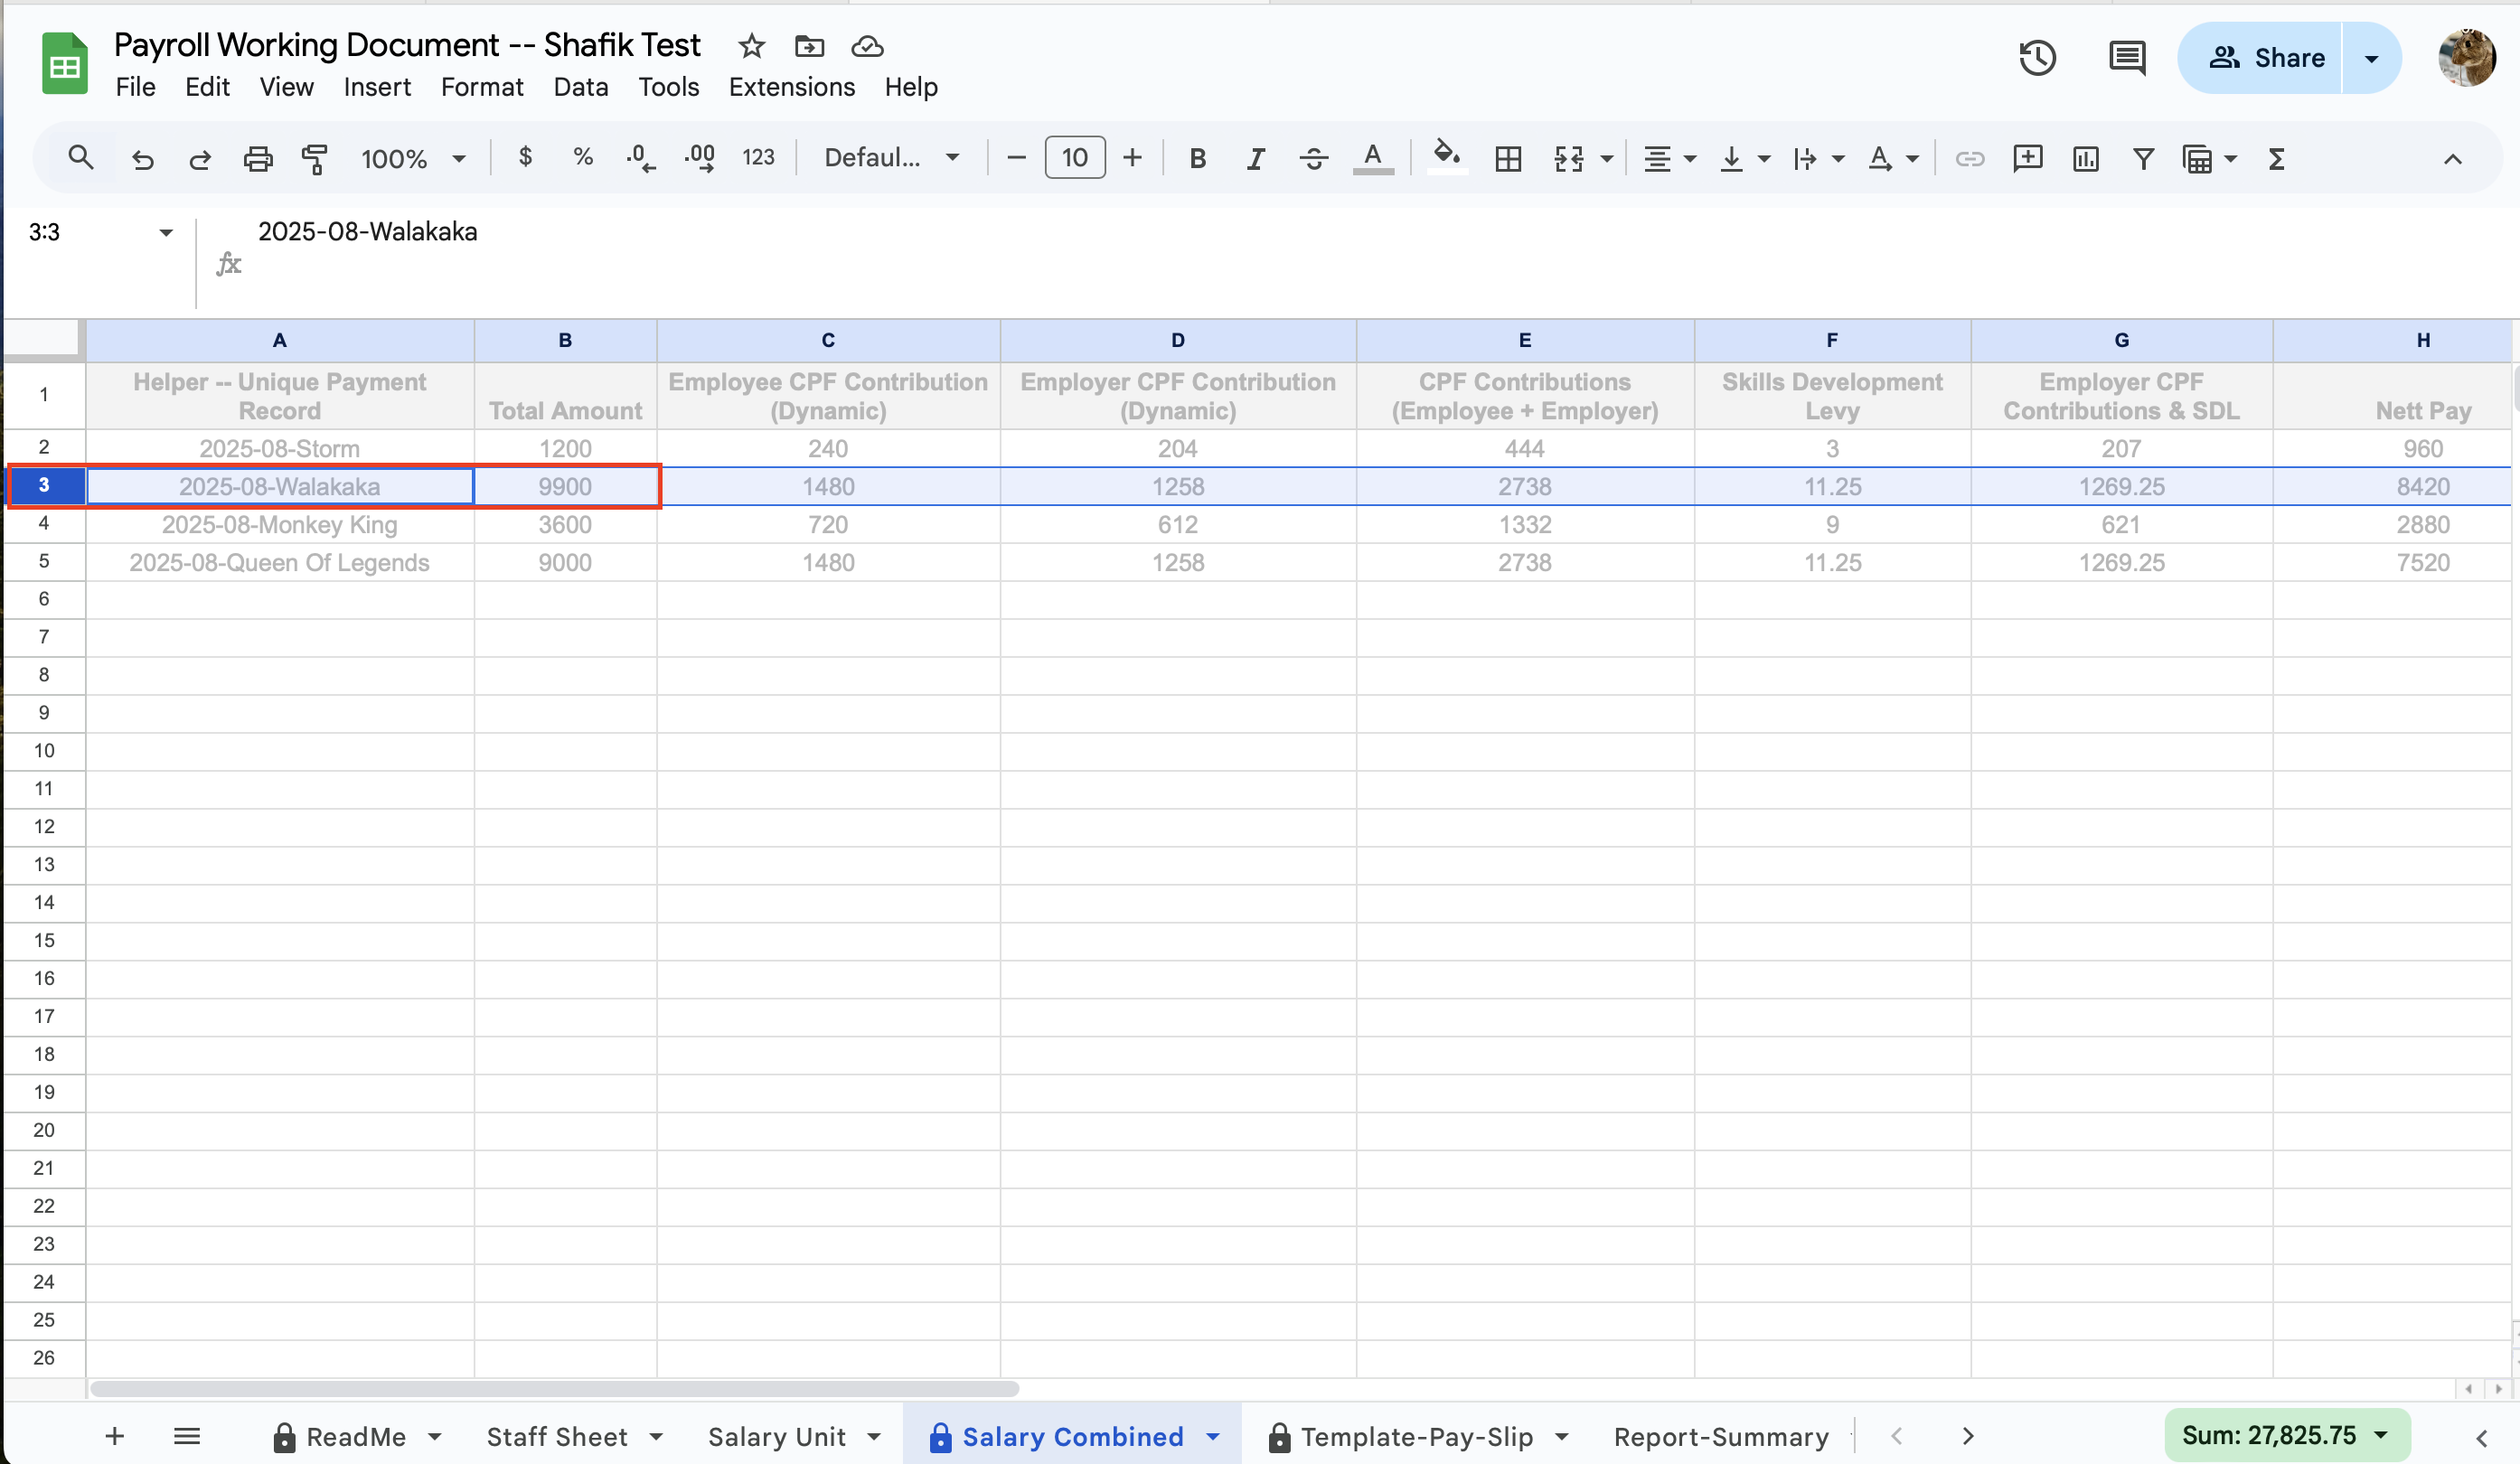 Payroll Working Document -- Shafik Test
File Edit View Insert Format Data Tools Extensions Help
Share
100% $ % .0 .00 123 Defaul... 10 B I S A A Σ
3:3
fx 2025-08-Walakaka
A B C D E F G H
1 Helper -- Unique Payment Record Total Amount Employee CPF Contribution (Dynamic) Employer CPF Contribution (Dynamic) CPF Contributions (Employee + Employer) Skills Development Levy Employer CPF Contributions & SDL Nett Pay
2 2025-08-Storm 1200 240 204 444 3 207 960
3 2025-08-Walakaka 9900 1480 1258 2738 11.25 1269.25 8420
4 2025-08-Monkey King 3600 720 612 1332 9 621 2880
5 2025-08-Queen Of Legends 9000 1480 1258 2738 11.25 1269.25 7520
6
7
8
9
10
11
12
13
14
15
16
17
18
19
20
21
22
23
24
25
26
ReadMe Staff Sheet Salary Unit Salary Combined Template-Pay-Slip Report-Summary Sum: 27,825.75